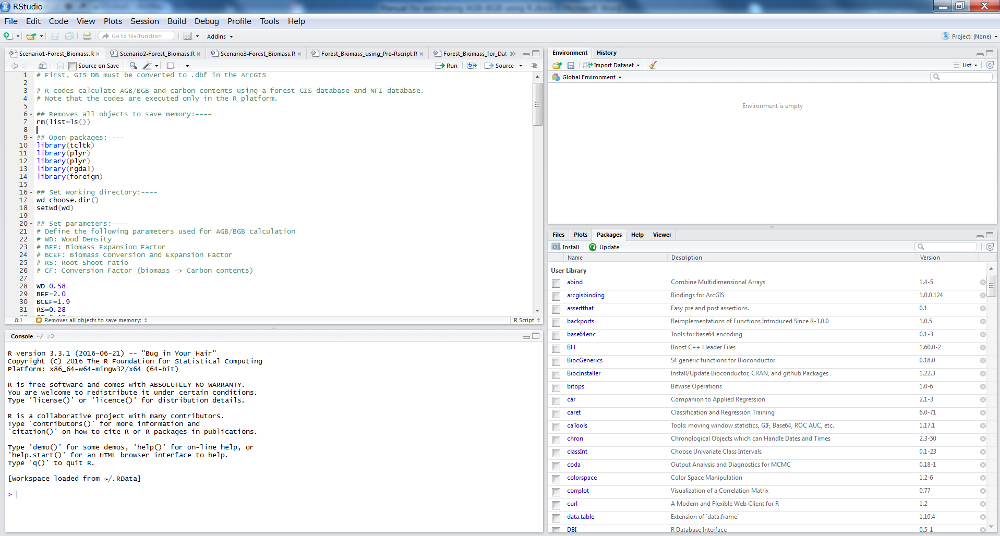 RStudio
File Edit Code View Plots Session Build Debug Profile Tools Help
Go to file/function Addins Project: (None)
Scenario1-Forest_Biomass.R Scenario2-Forest_Biomass.R Scenario3-Forest_Biomass.R Forest_Biomass_using_Pro-Rscript.R Forest_Biomass_for_Dat
Source on Save Run Source
1 # First, GIS DB must be converted to .dbf in the ArcGIS
2
3 # R codes calculate AGB/BGB and carbon contents using a forest GIS database and NFI database.
4 # Note that the codes are executed only in the R platform.
5
6 ## Removes all objects to save memory:----
7 rm(list=ls())
8
9 ## Open packages:----
10 library(tcltk)
11 library(plyr)
12 library(plyr)
13 library(rgdal)
14 library(foreign)
15
16 ## Set working directory:----
17 wd=choose.dir()
18 setwd(wd)
19
20 ## Set parameters:----
21 # Define the following parameters used for AGB/BGB calculation
22 # WD: Wood Density
23 # BEF: Biomass Expansion Factor
24 # BCEF: Biomass Conversion and Expansion Factor
25 # RS: Root-Shoot ratio
26 # CF: Conversion Factor (biomass -> Carbon contents)
27
28 WD=0.58
29 BEF=2.0
30 BCEF=1.9
31 RS=0.28
8:1 Removes all objects to save memory: R Script
Console ~/
R version 3.3.1 (2016-06-21) -- "Bug in Your Hair"
Copyright (C) 2016 The R Foundation for Statistical Computing
Platform: x86_64-w64-mingw32/x64 (64-bit)
R is free software and comes with ABSOLUTELY NO WARRANTY.
You are welcome to redistribute it under certain conditions.
Type 'license()' or 'licence()' for distribution details.
R is a collaborative project with many contributors.
Type 'contributors()' for more information and
'citation()' on how to cite R or R packages in publications.
Type 'demo()' for some demos, 'help()' for on-line help, or
'help.start()' for an HTML browser interface to help.
Type 'q()' to quit R.
[Workspace loaded from ~/.RData]
>
Environment History
Import Dataset List
Global Environment
Environment is empty
Files Plots Packages Help Viewer
Install Update
Name Description Version
User Library
abind Combine Multidimensional Arrays 1.4-5
arcgisbinding Bindings for ArcGIS 1.0.0.124
assertthat Easy pre and post assertions. 0.1
backports Reimplementations of Functions Introduced Since R-3.0.0 1.0.5
base64enc Tools for base64 encoding 0.1-3
BH Boost C++ Header Files 1.60.0-2
BiocGenerics S4 generic functions for Bioconductor 0.18.0
BiocInstaller Install/Update Bioconductor, CRAN, and github Packages 1.22.3
bitops Bitwise Operations 1.0-6
car Companion to Applied Regression 2.1-3
caret Classification and Regression Training 6.0-71
caTools Tools: moving window statistics, GIF, Base64, ROC AUC, etc. 1.17.1
chron Chronological Objects which can Handle Dates and Times 2.3-50
classInt Choose Univariate Class Intervals 0.1-23
coda Output Analysis and Diagnostics for MCMC 0.18-1
colorspace Color Space Manipulation 1.2-6
corrplot Visualization of a Correlation Matrix 0.77
curl A Modern and Flexible Web Client for R 1.2
data.table Extension of `data.frame` 1.10.4
DBI R Database Interface 0.5-1